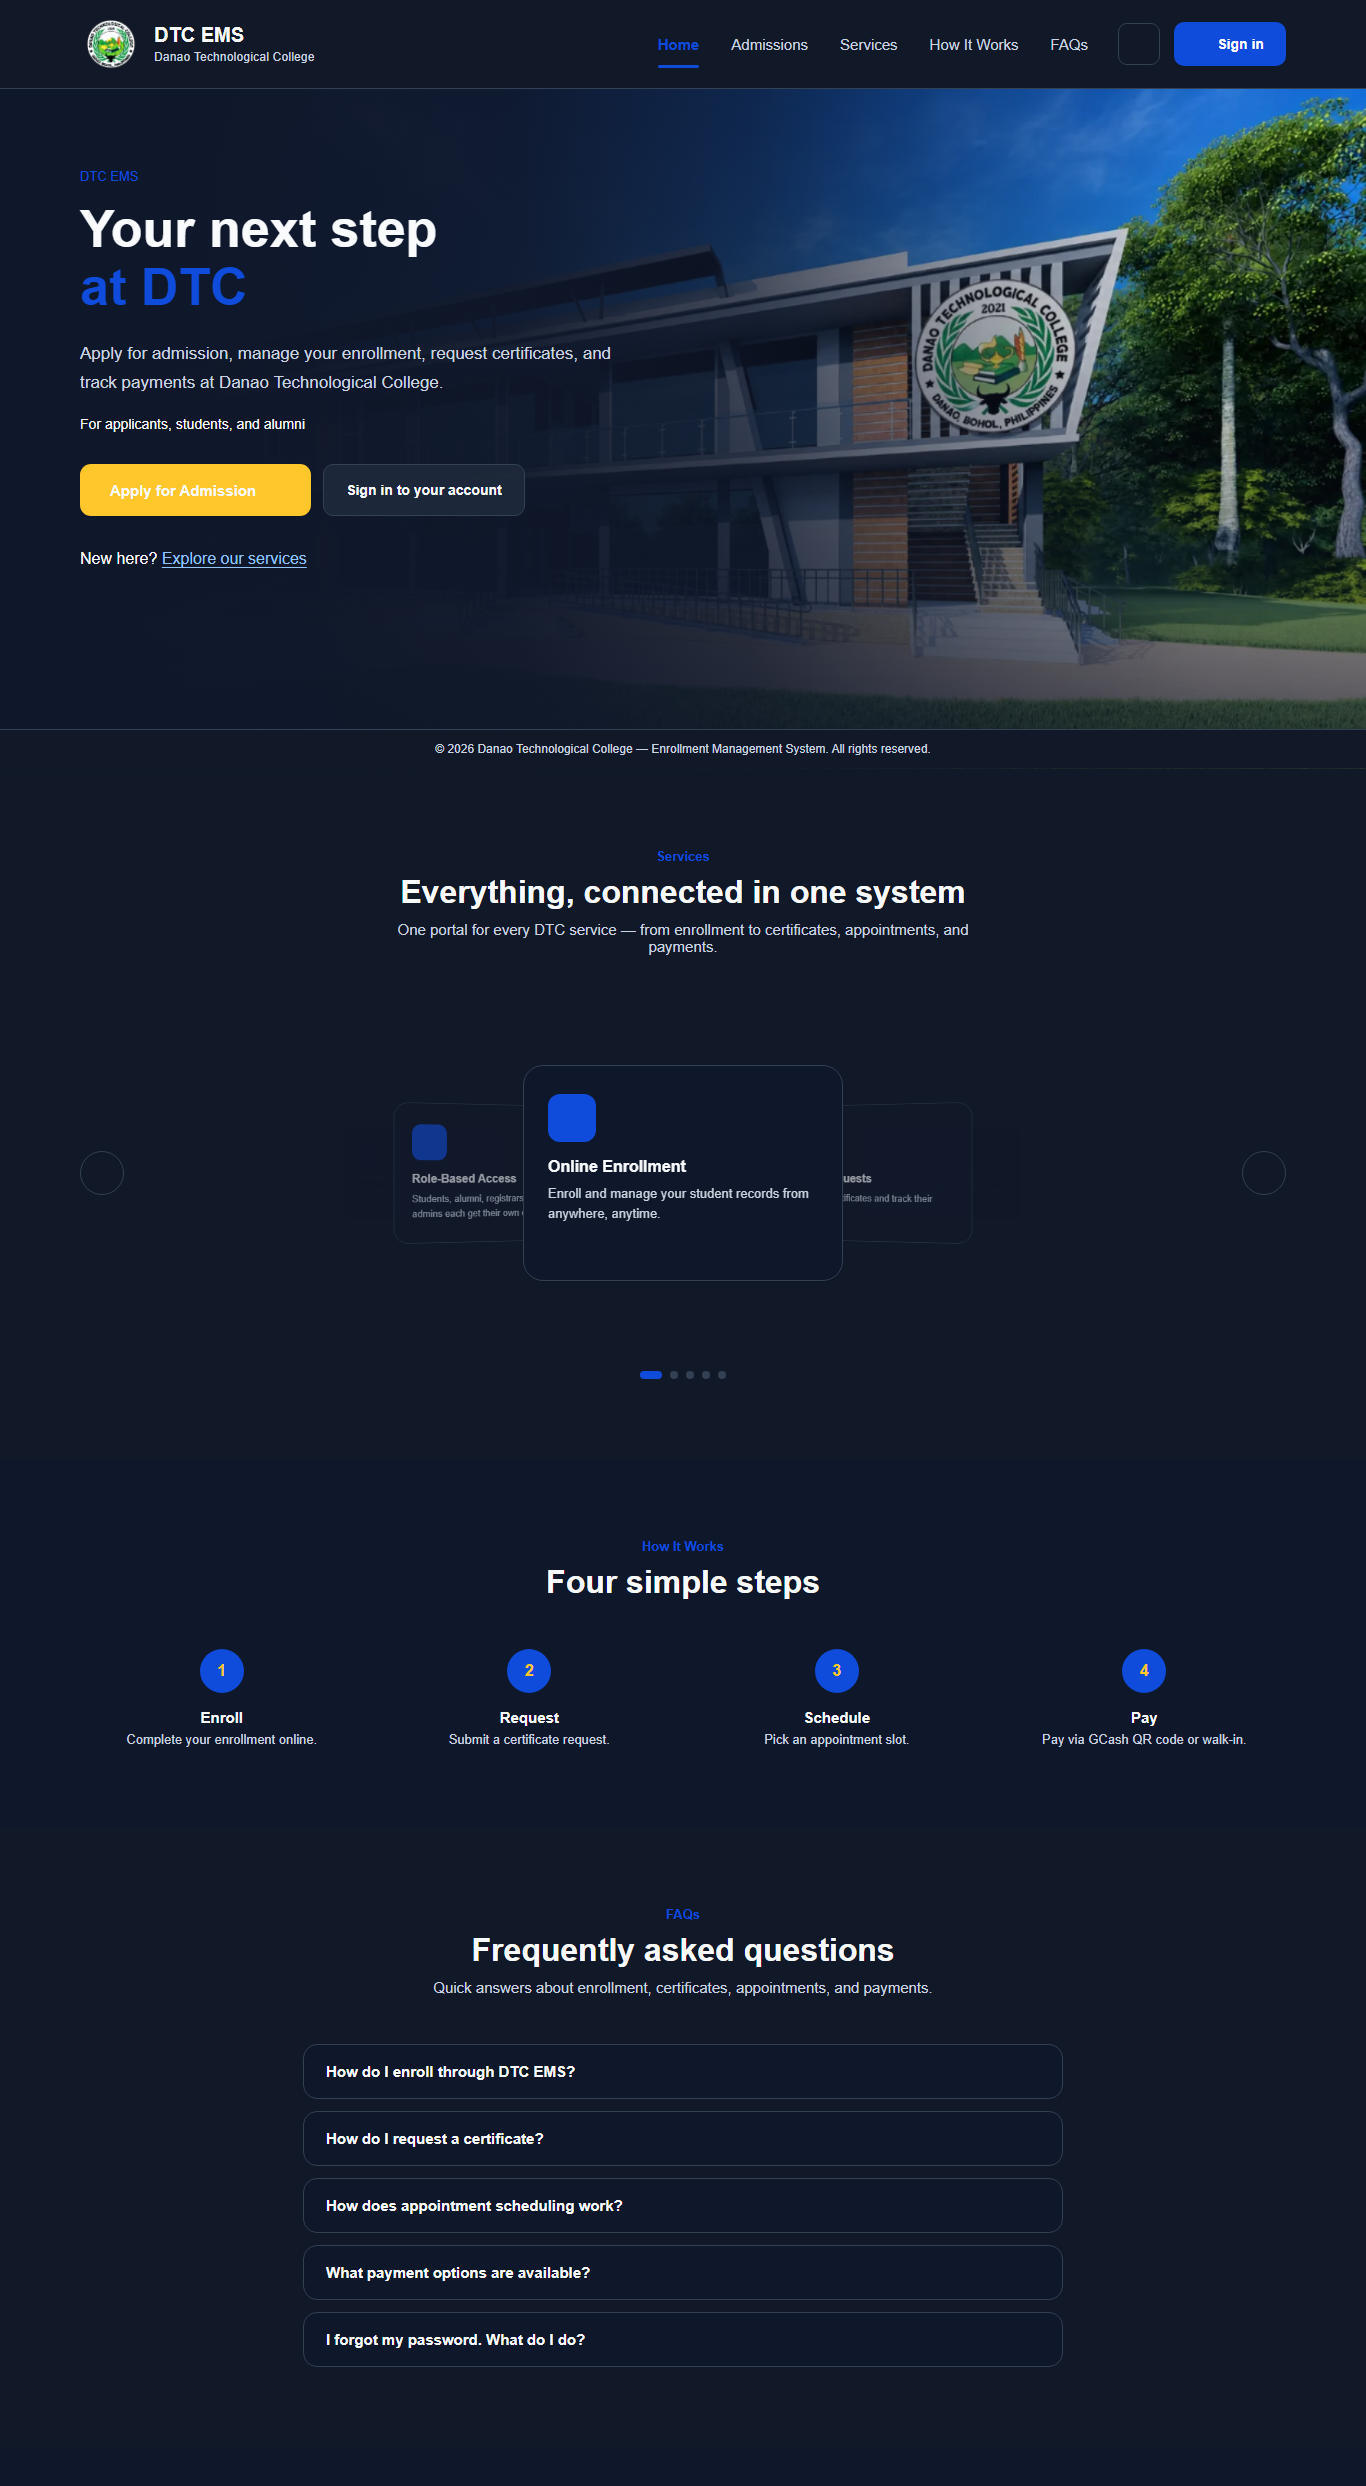 DTC EMS
Danao Technological College
Home
Admissions
Services
How It Works
FAQs
Sign in
DTC EMS
Your next step
at DTC
Apply for admission, manage your enrollment, request certificates, and
track payments at Danao Technological College.
For applicants, students, and alumni
Apply for Admission
Sign in to your account
New here? Explore our services
DANAO TECHNOLOGICAL COLLEGE
2021
DANAO, BOHOL, PHILIPPINES
© 2026 Danao Technological College — Enrollment Management System. All rights reserved.
Services
Everything, connected in one system
One portal for every DTC service — from enrollment to certificates, appointments, and
payments.
Role-Based Access
Students, alumni, registrars
admins each get their own
Online Enrollment
Enroll and manage your student records from
anywhere, anytime.
uests
ificates and track their
How It Works
Four simple steps
1
Enroll
Complete your enrollment online.
2
Request
Submit a certificate request.
3
Schedule
Pick an appointment slot.
4
Pay
Pay via GCash QR code or walk-in.
FAQs
Frequently asked questions
Quick answers about enrollment, certificates, appointments, and payments.
How do I enroll through DTC EMS?
How do I request a certificate?
How does appointment scheduling work?
What payment options are available?
I forgot my password. What do I do?